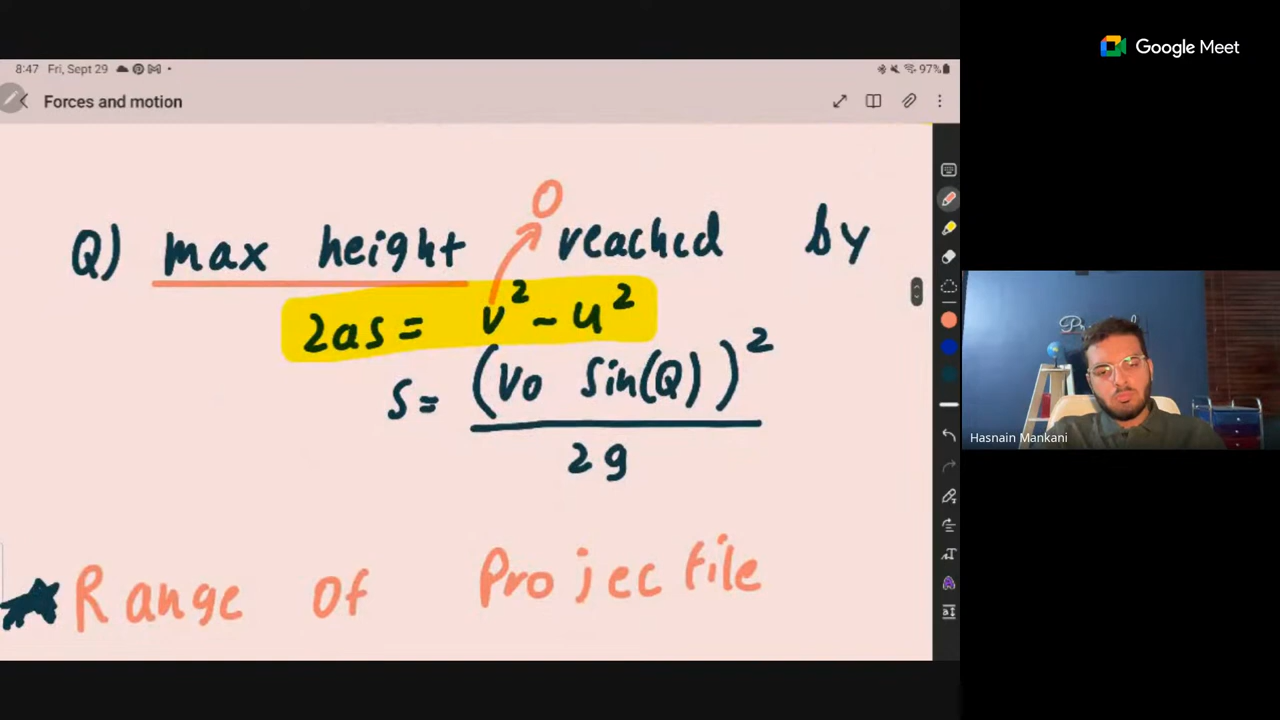 Google Meet
8:47 Fri, Sept 29
97%
Forces and motion
Q) max height reached by
0
2as = v² - u²
s = (Vo Sin(Q))²
2g
Range of Projectile
Hasnain Mankani